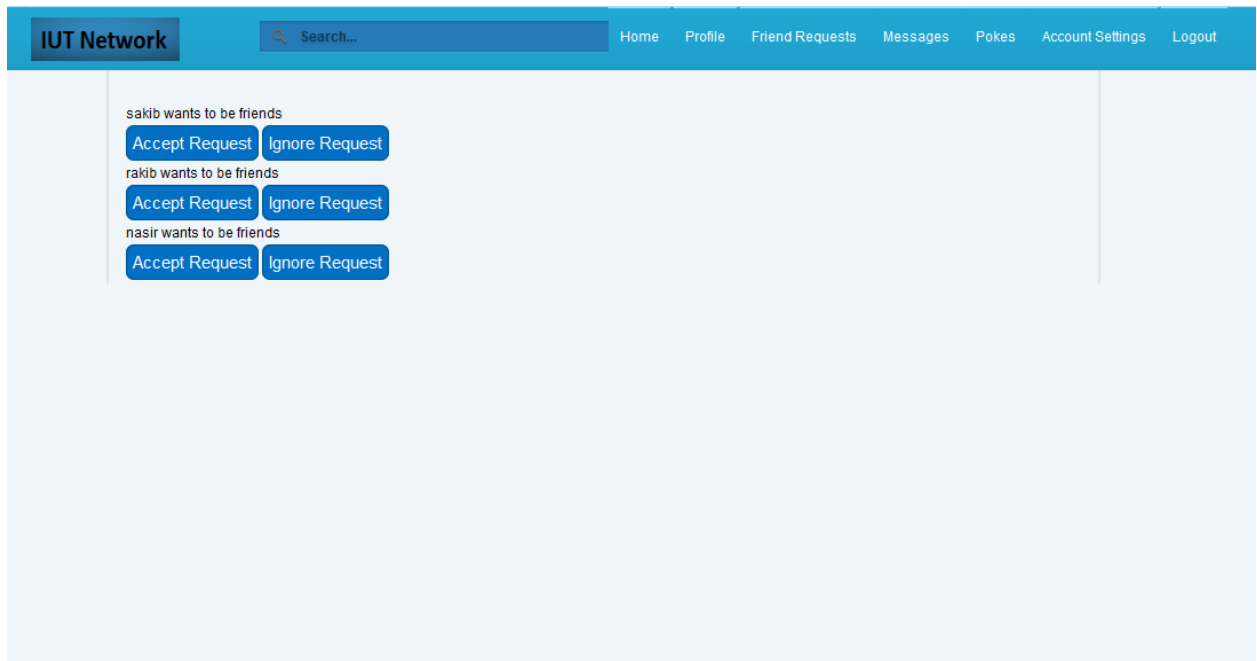 IUT Network Search... Home Profile Friend Requests Messages Pokes Account Settings Logout
sakib wants to be friends
Accept Request Ignore Request
rakib wants to be friends
Accept Request Ignore Request
nasir wants to be friends
Accept Request Ignore Request